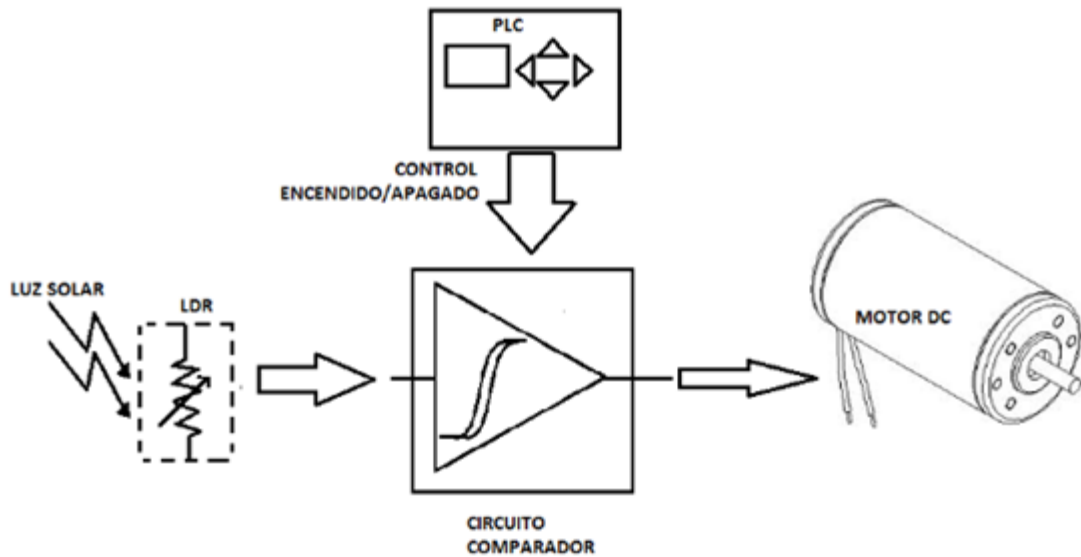 PLC
CONTROL
ENCENDIDO/APAGADO
LUZ SOLAR
LDR
MOTOR DC
CIRCUITO
COMPARADOR